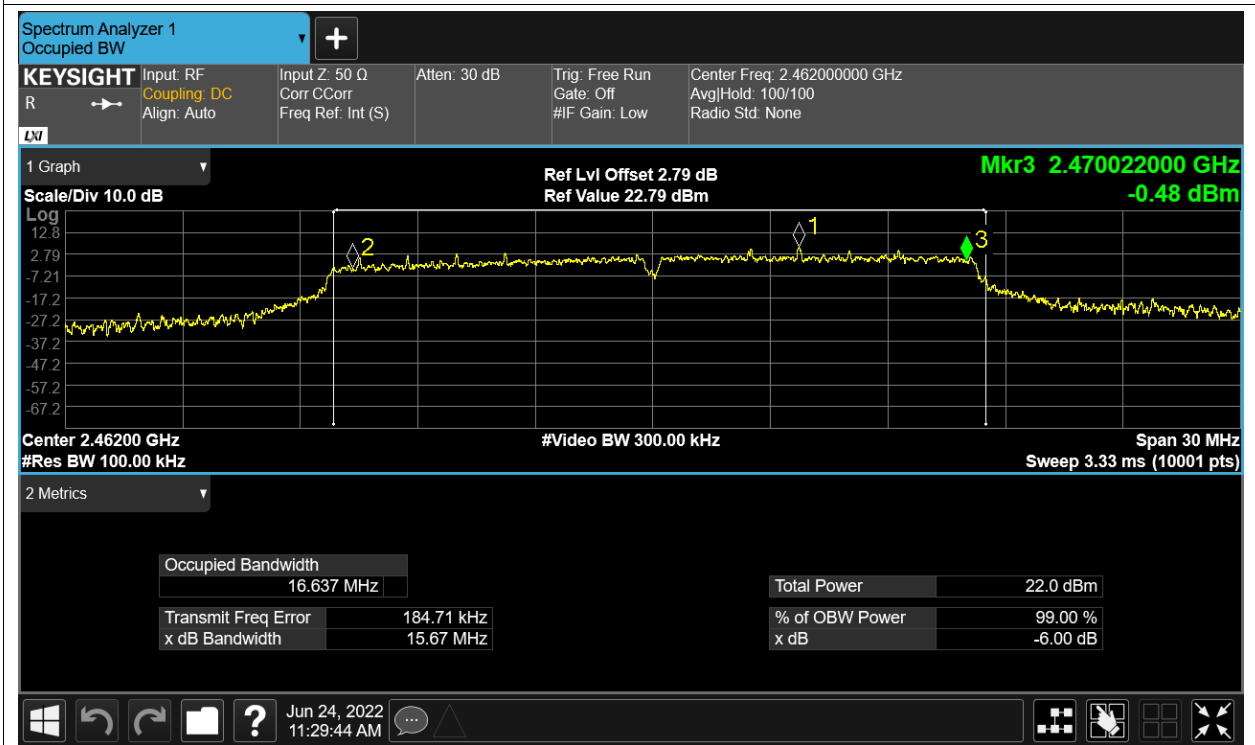 Spectrum Analyzer 1
Occupied BW
KEYSIGHT
R
LXI
Input: RF
Coupling: DC
Align: Auto
Input Z: 50 Ω
Corr CCorr
Freq Ref: Int (S)
Atten: 30 dB
Trig: Free Run
Gate: Off
#IF Gain: Low
Center Freq: 2.462000000 GHz
Avg|Hold: 100/100
Radio Std: None
1 Graph
Scale/Div 10.0 dB
Ref Lvl Offset 2.79 dB
Ref Value 22.79 dBm
Mkr3 2.470022000 GHz
-0.48 dBm
Log
12.8
2.79
-7.21
-17.2
-27.2
-37.2
-47.2
-57.2
-67.2
2
1
3
Center 2.46200 GHz
#Video BW 300.00 kHz
Span 30 MHz
#Res BW 100.00 kHz
Sweep 3.33 ms (10001 pts)
2 Metrics
Occupied Bandwidth
16.637 MHz
Transmit Freq Error 184.71 kHz
x dB Bandwidth 15.67 MHz
Total Power 22.0 dBm
% of OBW Power 99.00 %
x dB -6.00 dB
?
Jun 24, 2022
11:29:44 AM